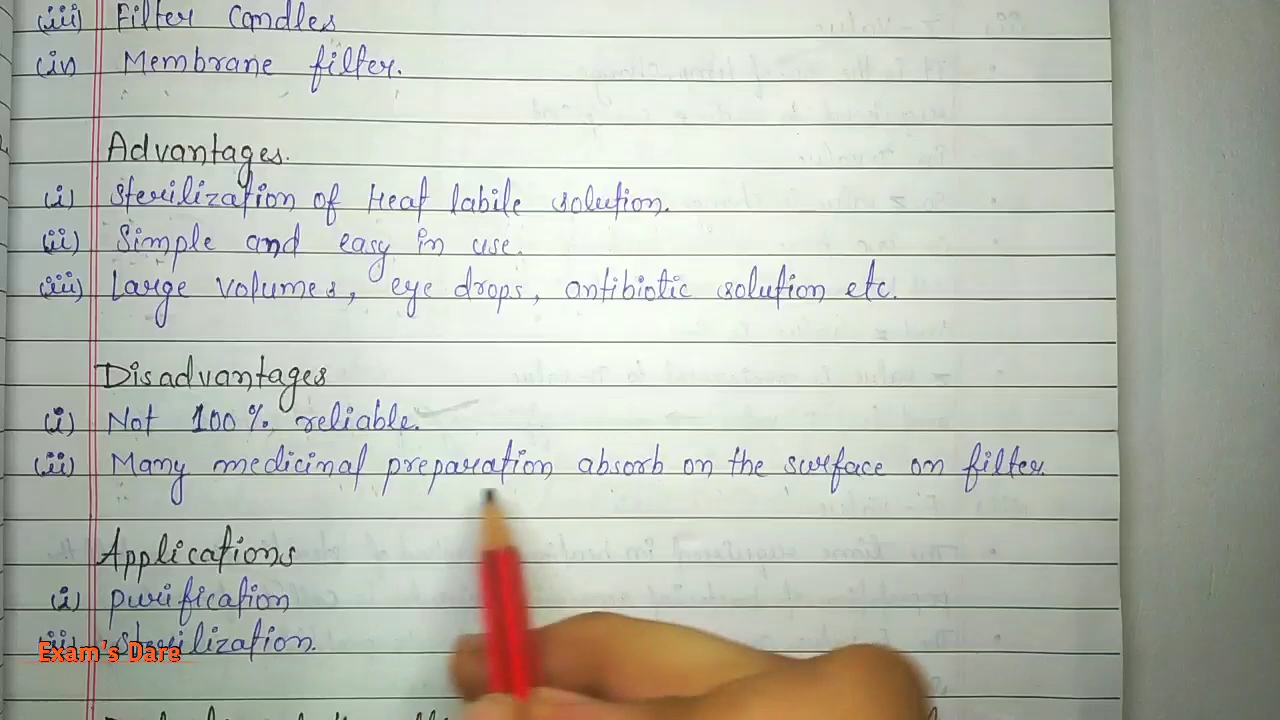 (iii) Filter Candles
(iv) Membrane filter.
Advantages.
(i) Sterilization of Heat labile solution.
(ii) Simple and easy in use.
(iii) Large volumes, eye drops, antibiotic solution etc.
Disadvantages
(i) Not 100% reliable.
(ii) Many medicinal preparation absorb on the surface on filter.
Applications
(i) purification
(ii) Sterilization.
Exam's Dare